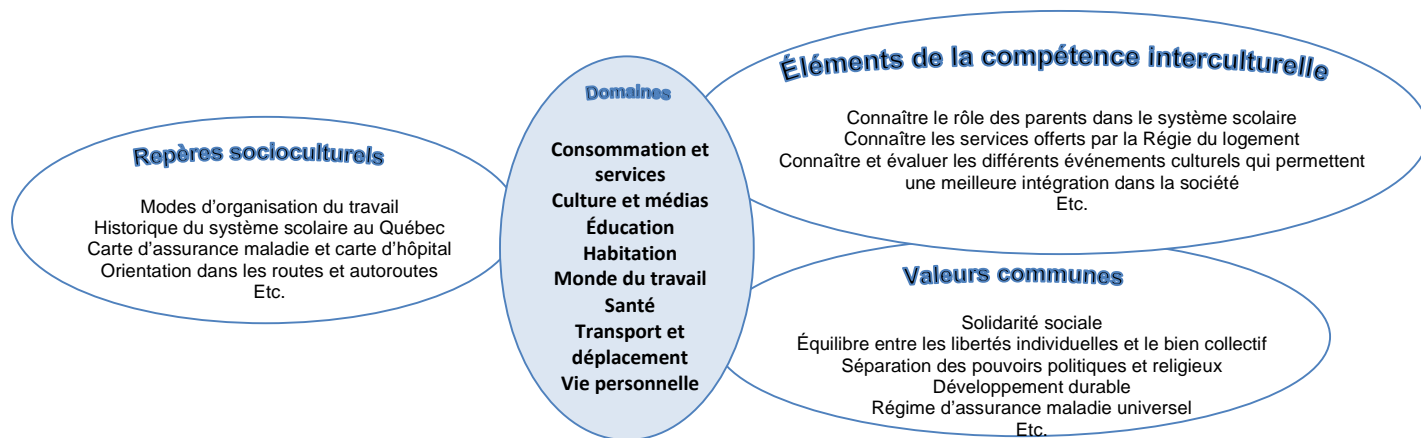 Repères socioculturels
Modes d'organisation du travail
Historique du système scolaire au Québec
Carte d'assurance maladie et carte d'hôpital
Orientation dans les routes et autoroutes
Etc.
Domaines
Consommation et
services
Culture et médias
Éducation
Habitation
Monde du travail
Santé
Transport et
déplacement
Vie personnelle
Éléments de la compétence interculturelle
Connaître le rôle des parents dans le système scolaire
Connaître les services offerts par la Régie du logement
Connaître et évaluer les différents événements culturels qui permettent
une meilleure intégration dans la société
Etc.
Valeurs communes
Solidarité sociale
Équilibre entre les libertés individuelles et le bien collectif
Séparation des pouvoirs politiques et religieux
Développement durable
Régime d'assurance maladie universel
Etc.